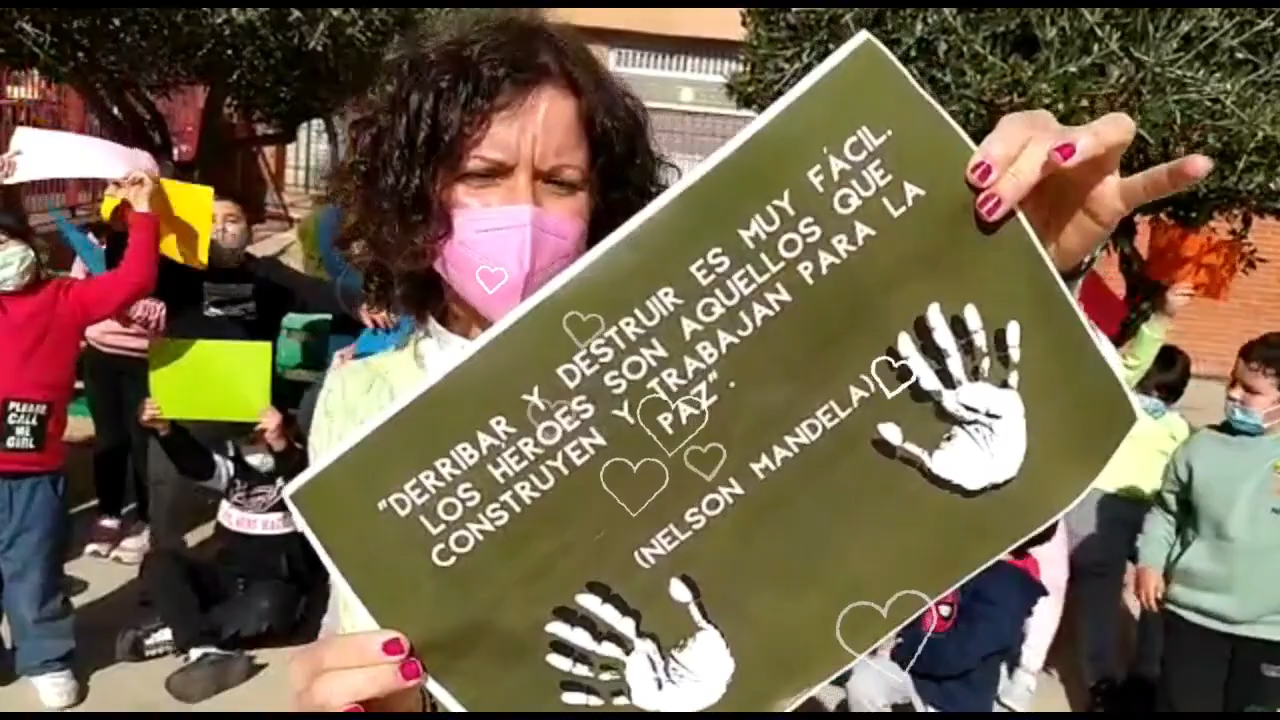 "DERRIBAR Y DESTRUIR ES MUY FÁCIL.
LOS HEROES SON AQUELLOS QUE
CONSTRUYEN Y TRABAJAN PARA LA
PAZ".
(NELSON MANDELA)
PLEASE
CALL
ME
GIRL